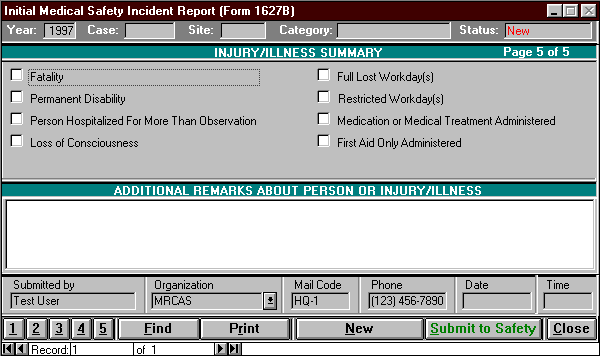 Initial Medical Safety Incident Report (Form 1627B)
Year: 1997 Case: Site: Category: Status: New
INJURY/ILLNESS SUMMARY Page 5 of 5
Fatality Full Lost Workday(s)
Permanent Disability Restricted Workday(s)
Person Hospitalized For More Than Observation Medication or Medical Treatment Administered
Loss of Consciousness First Aid Only Administered
ADDITIONAL REMARKS ABOUT PERSON OR INJURY/ILLNESS
Submitted by Organization Mail Code Phone Date Time
Test User MRCAS HQ-1 (123) 456-7890
1 2 3 4 5 Find Print New Submit to Safety Close
Record: 1 of 1